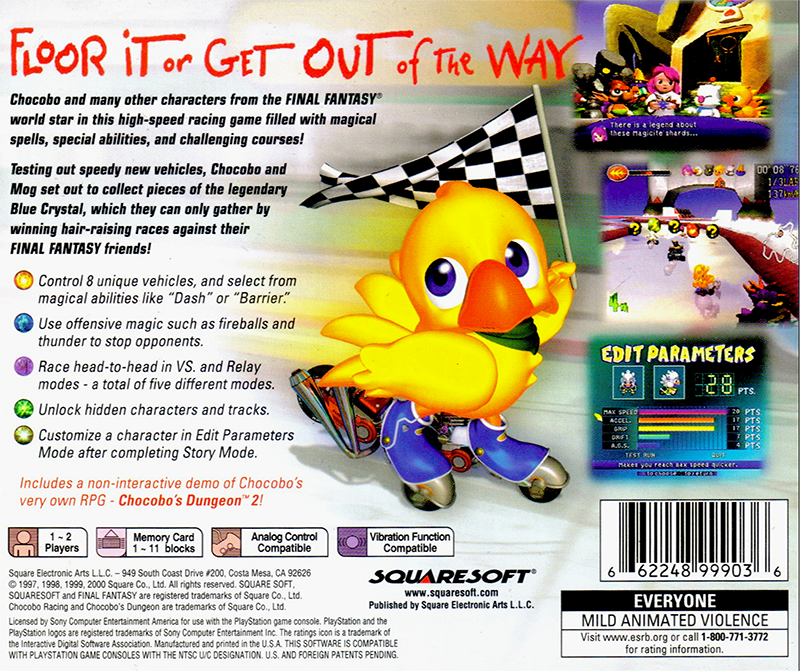 FLOOR iT or GET OUT of THE WAY
Chocobo and many other characters from the FINAL FANTASY®
world star in this high-speed racing game filled with magical
spells, special abilities, and challenging courses!
Testing out speedy new vehicles, Chocobo and
Mog set out to collect pieces of the legendary
Blue Crystal, which they can only gather by
winning hair-raising races against their
FINAL FANTASY friends!
Control 8 unique vehicles, and select from
magical abilities like "Dash" or "Barrier."
Use offensive magic such as fireballs and
thunder to stop opponents.
Race head-to-head in VS. and Relay
modes - a total of five different modes.
Unlock hidden characters and tracks.
Customize a character in Edit Parameters
Mode after completing Story Mode.
Includes a non-interactive demo of Chocobo's
very own RPG - Chocobo's Dungeon™ 2!
There is a legend about
these Magicite shards...
00'08"76
1/3LAP
137km/h
4th
EDIT PARAMETERS
28 PTS.
MAX SPEED 20 PTS
ACCEL. 17 PTS
GRIP 17 PTS
DRIFT 7 PTS
A.G.S. 4 PTS
TEST RUN QUIT
Makes you reach max speed quicker.
1 ~ 2
Players
Memory Card
1 ~ 11 blocks
Analog Control
Compatible
Vibration Function
Compatible
Square Electronic Arts L.L.C. – 949 South Coast Drive #200, Costa Mesa, CA 92626
© 1997, 1998, 1999, 2000 Square Co., Ltd. All rights reserved. SQUARE SOFT,
SQUARESOFT and FINAL FANTASY are registered trademarks of Square Co., Ltd.
Chocobo Racing and Chocobo's Dungeon are trademarks of Square Co., Ltd.
Licensed by Sony Computer Entertainment America for use with the PlayStation game console. PlayStation and the
PlayStation logos are registered trademarks of Sony Computer Entertainment Inc. The ratings icon is a trademark of
the Interactive Digital Software Association. Manufactured and printed in the U.S.A. THIS SOFTWARE IS COMPATIBLE
WITH PLAYSTATION GAME CONSOLES WITH THE NTSC U/C DESIGNATION. U.S. AND FOREIGN PATENTS PENDING.
SQUARESOFT®
www.squaresoft.com
Published by Square Electronic Arts L.L.C.
6 62248 99903 6
EVERYONE
MILD ANIMATED VIOLENCE
Visit www.esrb.org or call 1-800-771-3772
for rating information.